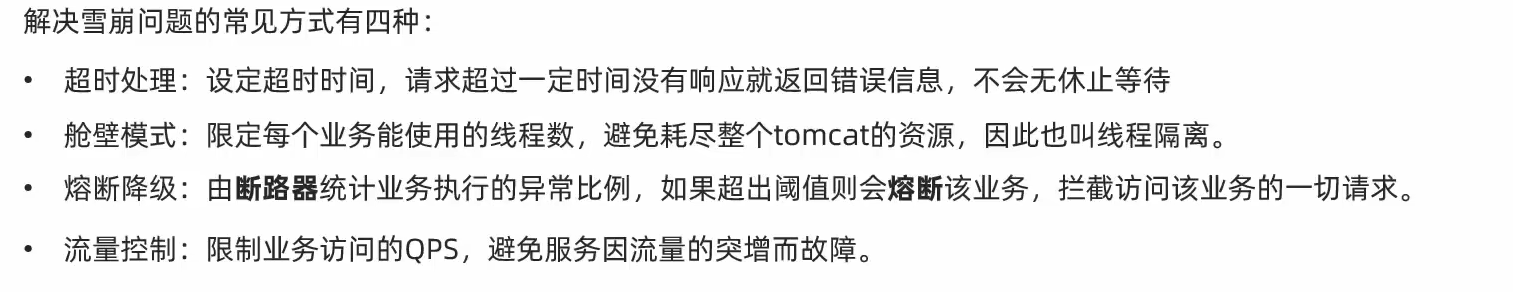 解决雪崩问题的常见方式有四种：
• 超时处理：设定超时时间，请求超过一定时间没有响应就返回错误信息，不会无休止等待
• 舱壁模式：限定每个业务能使用的线程数，避免耗尽整个tomcat的资源，因此也叫线程隔离。
• 熔断降级：由断路器统计业务执行的异常比例，如果超出阈值则会熔断该业务，拦截访问该业务的一切请求。
• 流量控制：限制业务访问的QPS，避免服务因流量的突增而故障。